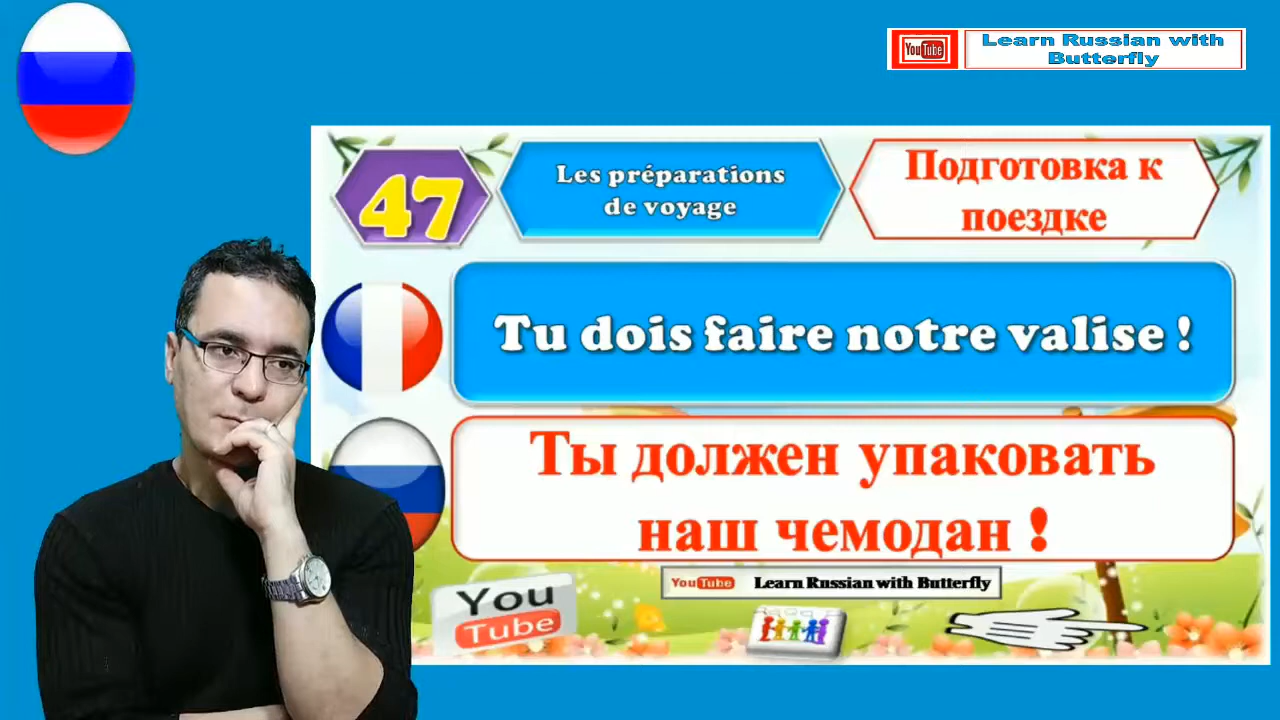 YouTube
Learn Russian with
Butterfly
47
Les préparations
de voyage
Подготовка к
поездке
Tu dois faire notre valise !
Ты должен упаковать
наш чемодан !
YouTube Learn Russian with Butterfly
You
Tube